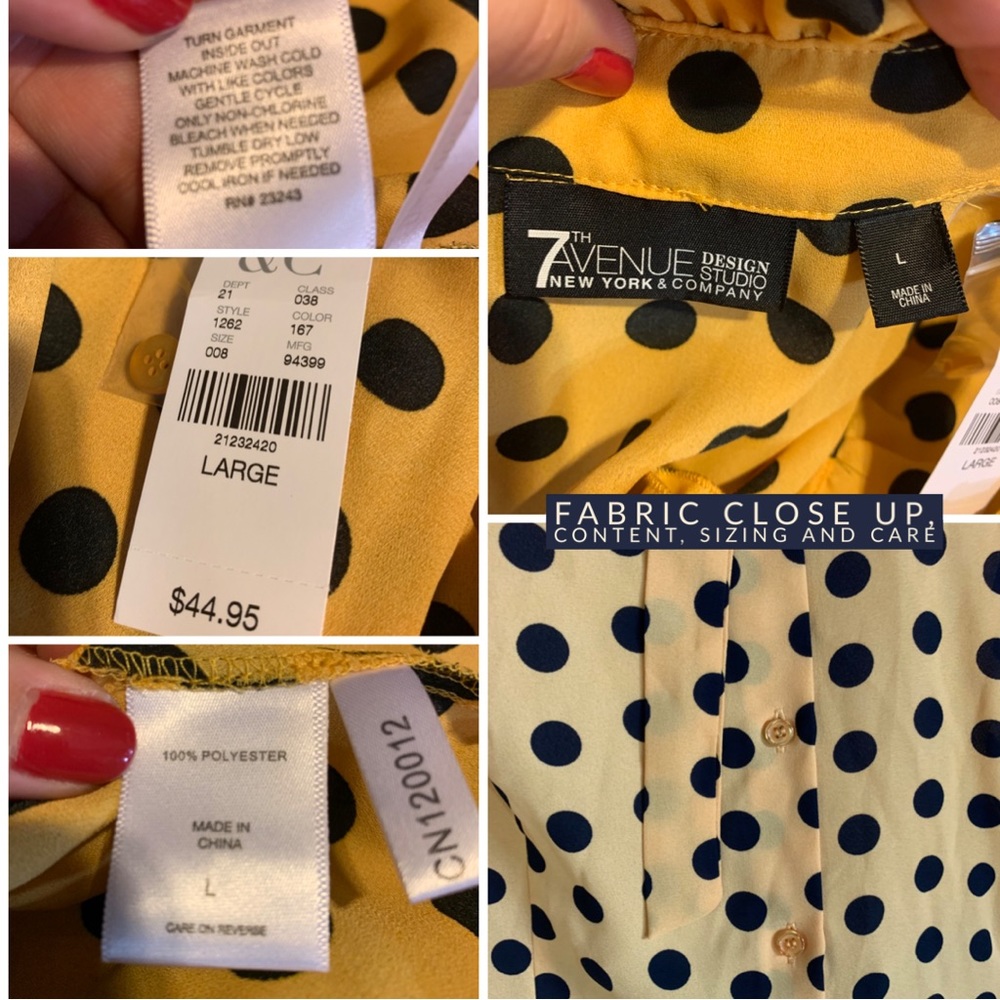 TURN GARMENT
INSIDE OUT
MACHINE WASH COLD
WITH LIKE COLORS
GENTLE CYCLE
ONLY NON-CHLORINE
BLEACH WHEN NEEDED
TUMBLE DRY LOW
REMOVE PROMPTLY
COOL IRON IF NEEDED
RN# 23243
&C
DEPT CLASS
21 038
STYLE COLOR
1262 167
SIZE MFG
008 94399
21232420
LARGE
$44.95
100% POLYESTER
MADE IN
CHINA
L
CARE ON REVERSE
CN120012
7TH
AVENUE DESIGN
STUDIO
NEW YORK & COMPANY
L
MADE IN
CHINA
LARGE
FABRIC CLOSE UP,
CONTENT, SIZING AND CARE